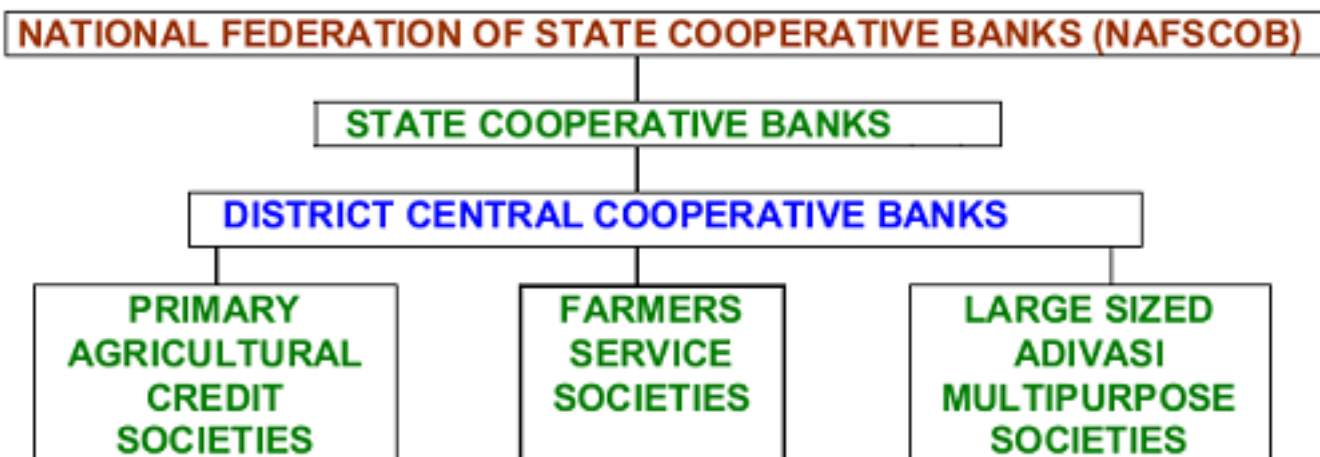 NATIONAL FEDERATION OF STATE COOPERATIVE BANKS (NAFSCOB)
STATE COOPERATIVE BANKS
DISTRICT CENTRAL COOPERATIVE BANKS
PRIMARY
AGRICULTURAL
CREDIT
SOCIETIES
FARMERS
SERVICE
SOCIETIES
LARGE SIZED
ADIVASI
MULTIPURPOSE
SOCIETIES